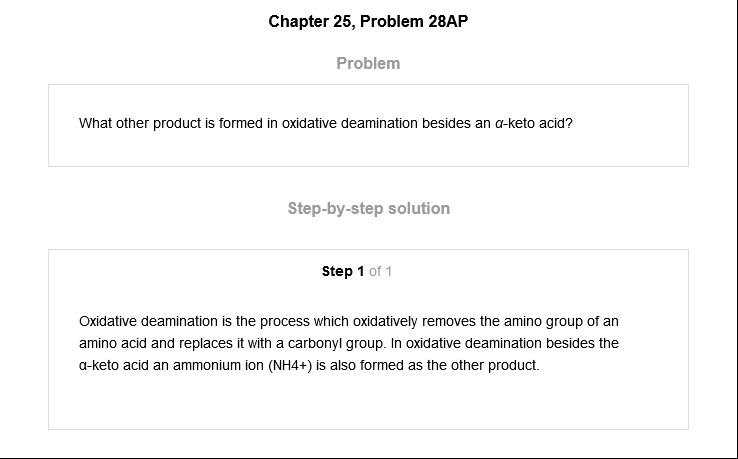 Chapter 25, Problem 28AP
Problem
What other product is formed in oxidative deamination besides an α-keto acid?
Step-by-step solution
Step 1 of 1
Oxidative deamination is the process which oxidatively removes the amino group of an
amino acid and replaces it with a carbonyl group. In oxidative deamination besides the
α-keto acid an ammonium ion (NH4+) is also formed as the other product.